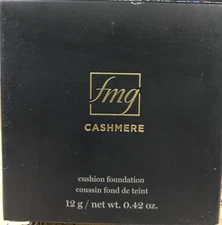 fmg
CASHMERE
cushion foundation
coussin fond de teint
12 g / net wt. 0.42 oz.